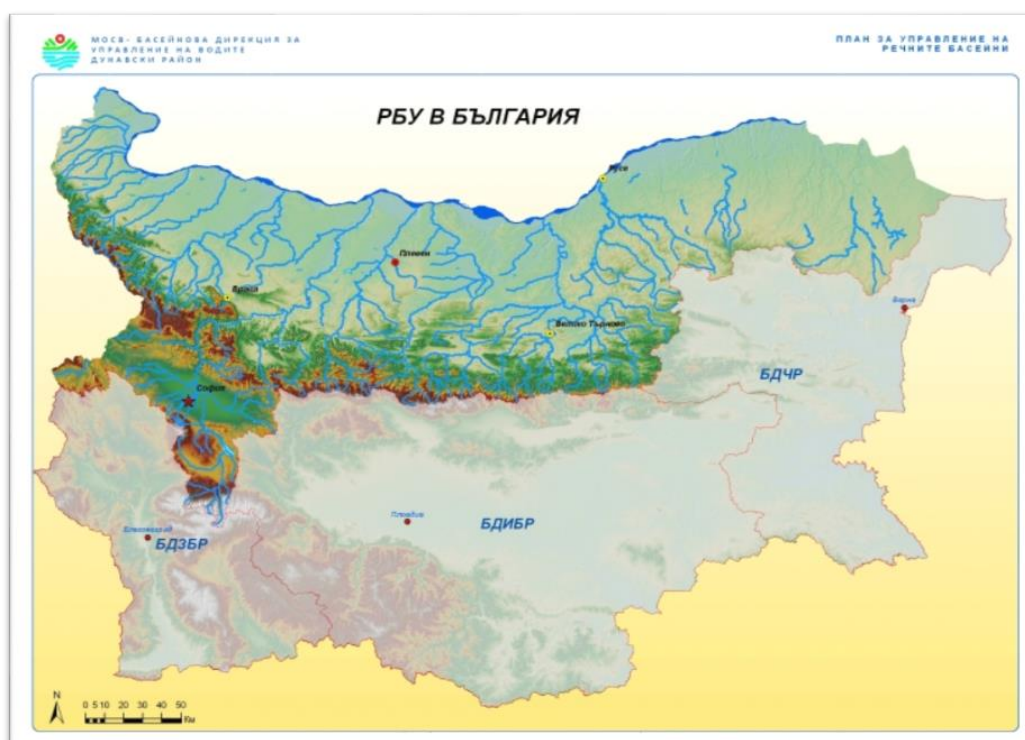 МОСВ- БАСЕЙНОВА ДИРЕКЦИЯ ЗА
УПРАВЛЕНИЕ НА ВОДИТЕ
ДУНАВСКИ РАЙОН
ПЛАН ЗА УПРАВЛЕНИЕ НА
РЕЧНИТЕ БАСЕЙНИ
РБУ В БЪЛГАРИЯ
Русе
Плевен
Враца
Варна
Велико Търново
БДЧР
София
Пловдив
БДИБР
Благоевград
БДЗБР
N
0 5 10 20 30 40 50
Км